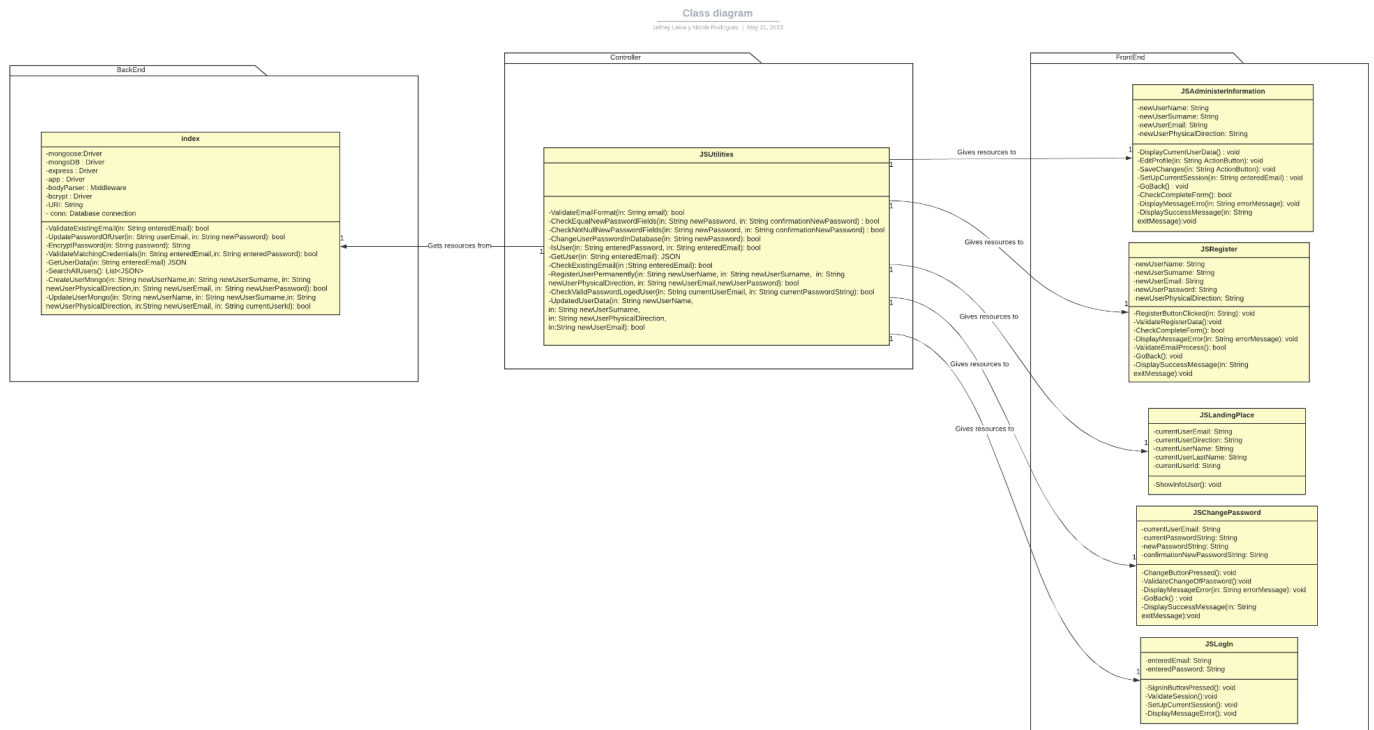 Class diagram
Jeffrey Leiva y Nicole Rodríguez | May 21, 2023
BackEnd
index
-mongoose:Driver
-mongoDB : Driver
-express : Driver
-app : Driver
-bodyParser : Middleware
-bcrypt : Driver
-URI: String
- conn: Database connection
-ValidateExistingEmail(in: String enteredEmail): bool
-UpdatePasswordOfUser(in: String userEmail, in: String newPassword): bool
-EncryptPassword(in: String password): String
-ValidateMatchingCredentials(in: String enteredEmail,in: String enteredPassword): bool
-GetUserData(in: String enteredEmail) JSON
-SearchAllUsers(): List<JSON>
-CreateUserMongo(in: String newUserName,in: String newUserSurname, in: String
newUserPhysicalDirection,in: String newUserEmail, in: String newUserPassword): bool
-UpdateUserMongo(in: String newUserName, in: String newUserSurname,in: String
newUserPhysicalDirection, in:String newUserEmail, in: String currentUserId): bool
1
Gets resources from
1
Controller
JSUtilities
-ValidateEmailFormat(in: String email): bool
-CheckEqualNewPasswordFields(in: String newPassword, in: String confirmationNewPassword) : bool
-CheckNotNullNewPasswordFields(in: String newPassword, in: String confirmationNewPassword) : bool
-ChangeUserPasswordInDatabase(in: String newPassword): bool
-IsUser(in: String enteredPassword, in: String enteredEmail): bool
-GetUser(in: String enteredEmail): JSON
-CheckExistingEmail(in :String enteredEmail): bool
-RegisterUserPermanently(in: String newUserName, in: String newUserSurname, in: String
newUserPhysicalDirection, in: String newUserEmail,newUserPassword): bool
-CheckValidPasswordLogedUser(in: String currentUserEmail, in: String currentPasswordString): bool
-UpdatedUserData(in: String newUserName,
in: String newUserSurname,
in: String newUserPhysicalDirection,
in:String newUserEmail): bool
1
Gives resources to
1
1
Gives resources to
1
1
Gives resources to
1
1
Gives resources to
1
1
Gives resources to
1
FrontEnd
JSAdministerInformation
-newUserName: String
-newUserSurname: String
-newUserEmail: String
-newUserPhysicalDirection: String
-DisplayCurrentUserData() : void
-EditProfile(in: String ActionButton): void
-SaveChanges(in: String ActionButton): void
-SetUpCurrentSession(in: String enteredEmail) : void
-GoBack() : void
-CheckCompleteForm(): bool
-DisplayMessageErro(in: String errorMessage): void
-DisplaySuccessMessage(in: String
exitMessage):void
JSRegister
-newUserName: String
-newUserSurname: String
-newUserEmail: String
-newUserPassword: String
-newUserPhysicalDirection: String
-RegisterButtonClicked(in: String): void
-ValidateRegisterData():void
-CheckCompleteForm(): bool
-DisplayMessageError(in: String errorMessage): void
-ValidateEmailProcess(): bool
-GoBack(): void
-DisplaySuccessMessage(in: String
exitMessage):void
JSLandingPlace
-currentUserEmail: String
-currentUserDirection: String
-currentUserName: String
-currentUserLastName: String
-currentUserId: String
-ShowInfoUser(): void
JSChangePassword
-currentUserEmail: String
-currentPasswordString: String
-newPasswordString: String
-confirmationNewPasswordString: String
-ChangeButtonPressed(): void
-ValidateChangeOfPassword():void
-DisplayMessageError(in: String errorMessage): void
-GoBack() : void
-DisplaySuccessMessage(in: String
exitMessage):void
JSLogIn
-enteredEmail: String
-enteredPassword: String
-SignInButtonPressed(): void
-ValidateSession():void
-SetUpCurrentSession(): void
-DisplayMessageError(): void